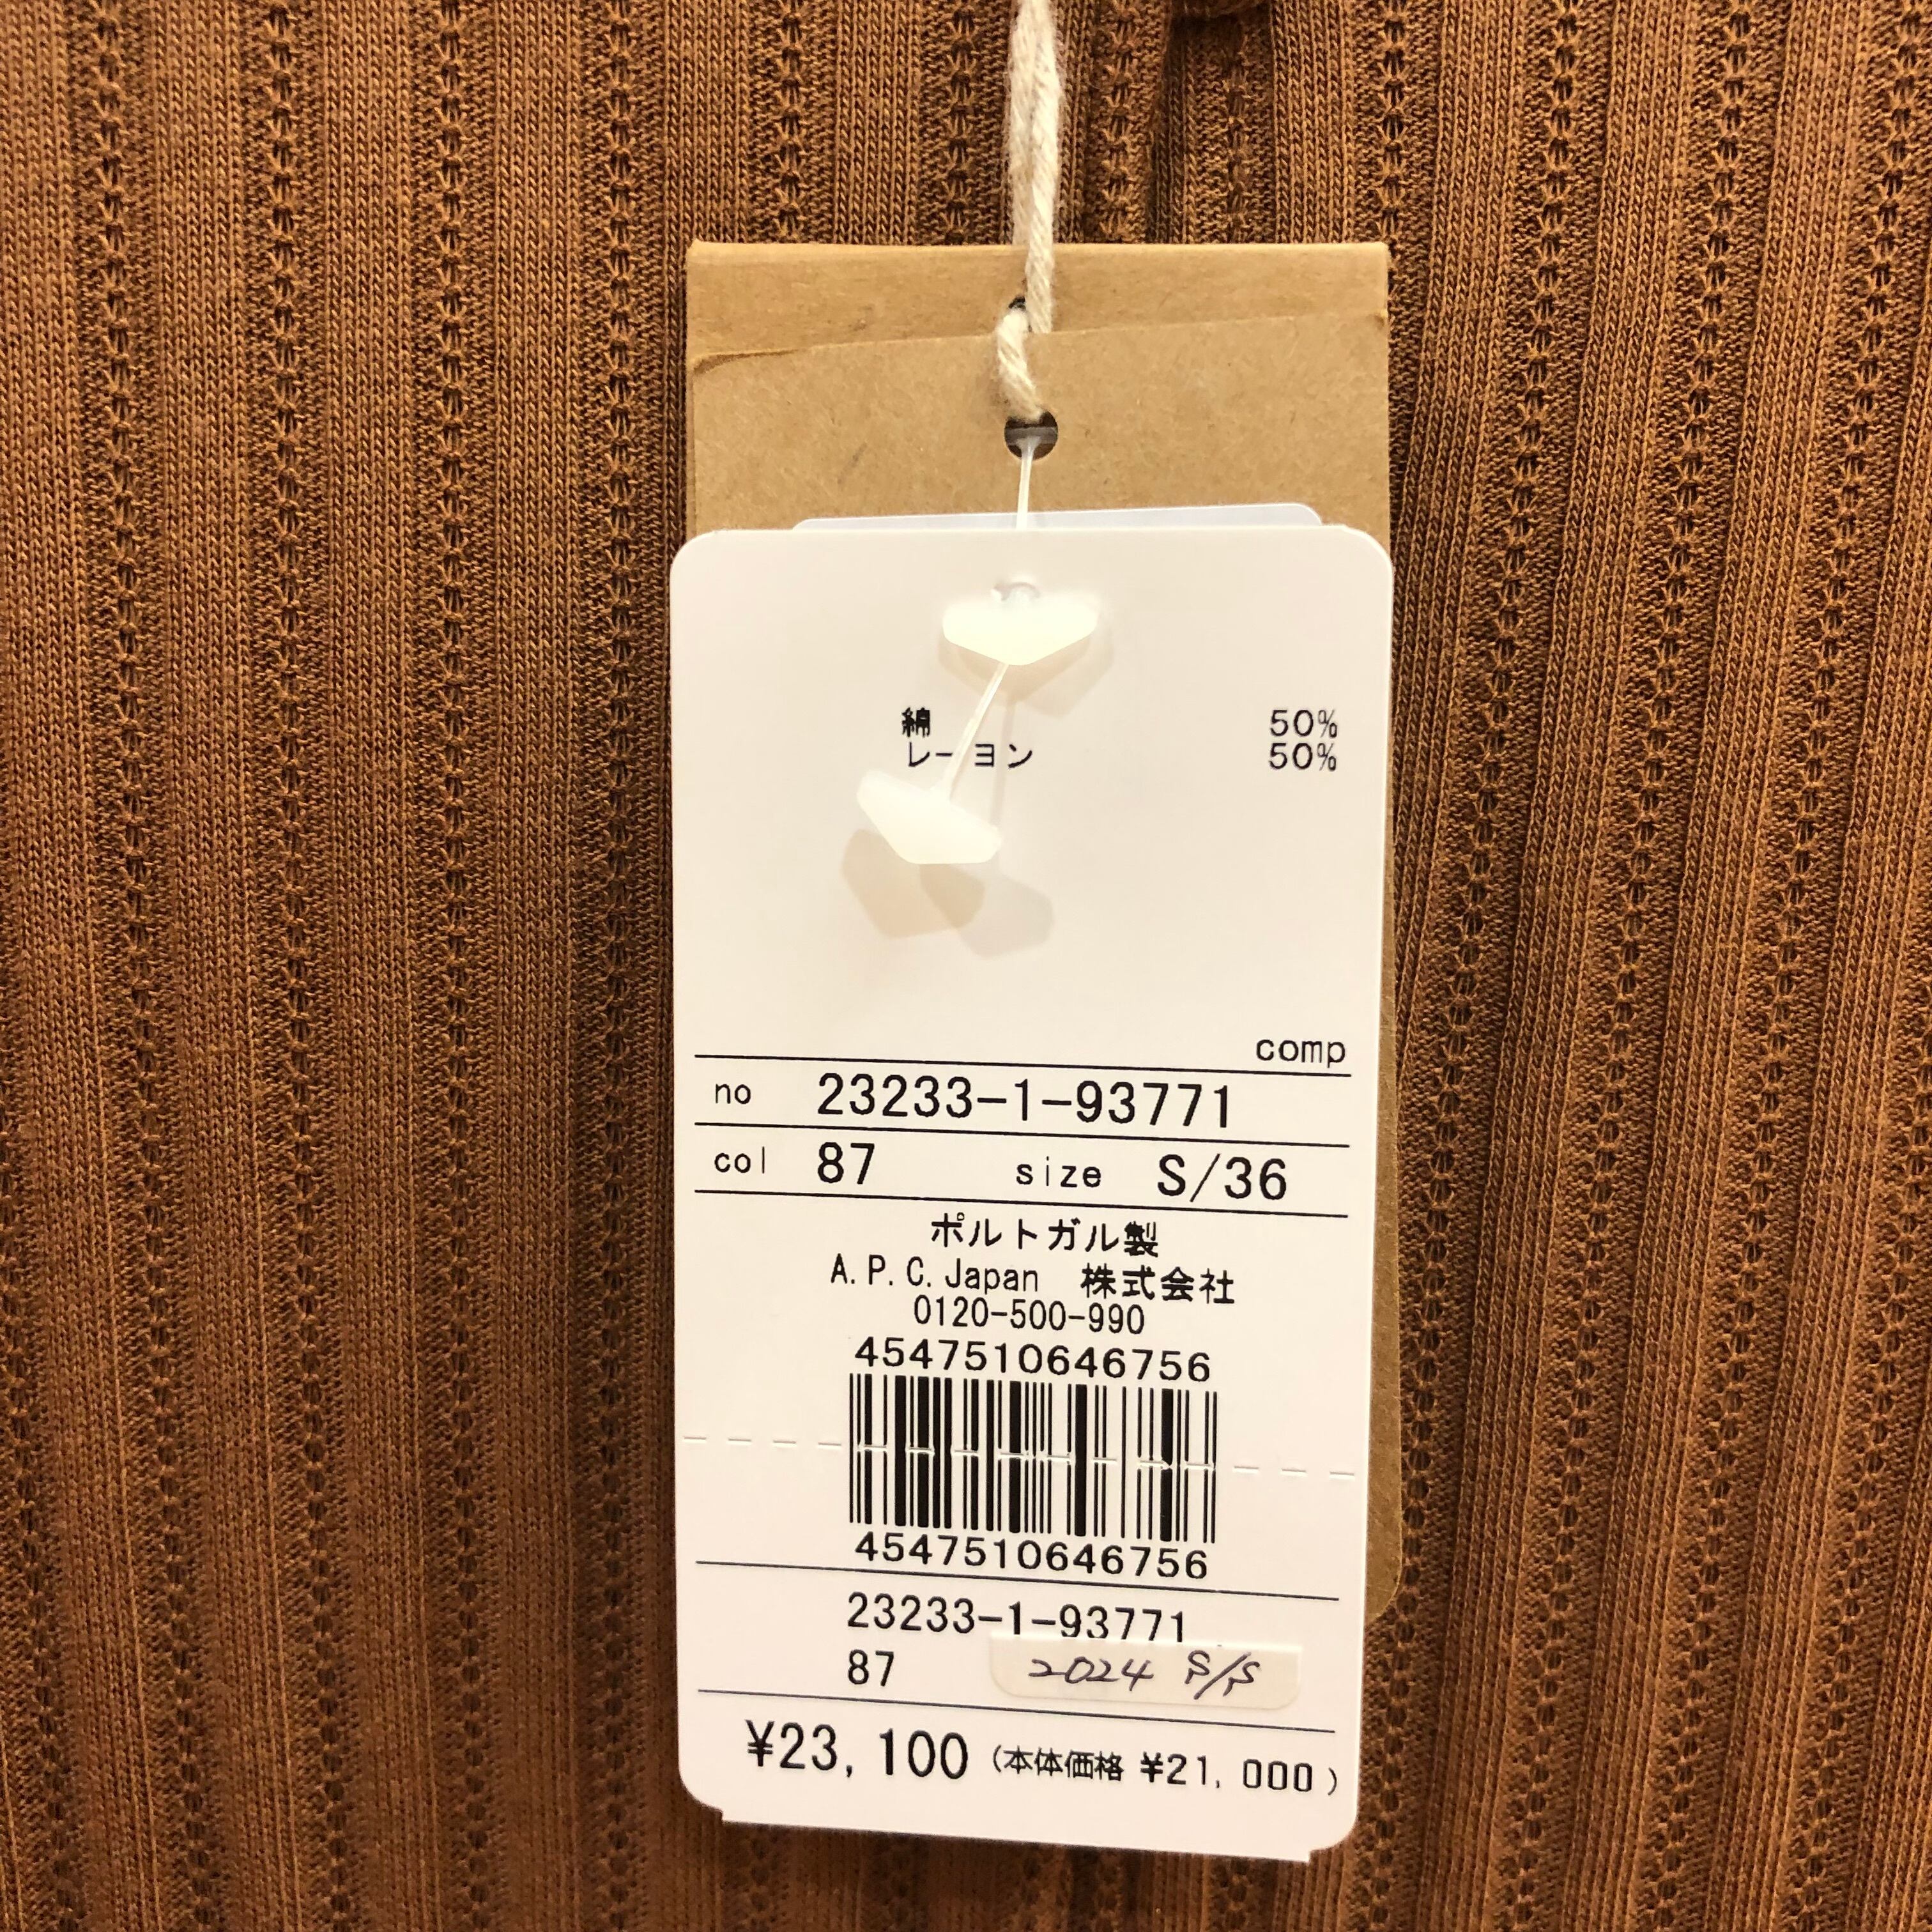 綿 50%
レーヨン 50%
comp
no 23233-1-93771
col 87 size S/36
ポルトガル製
A.P.C.Japan 株式会社
0120-500-990
4547510646756
4547510646756
23233-1-93771
87 2024 S/S
¥23,100 (本体価格 ¥21,000)